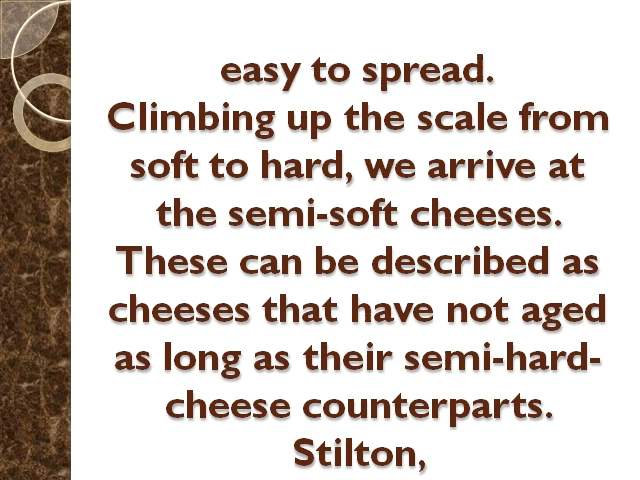 easy to spread.
Climbing up the scale from
soft to hard, we arrive at
the semi-soft cheeses.
These can be described as
cheeses that have not aged
as long as their semi-hard-
cheese counterparts.
Stilton,